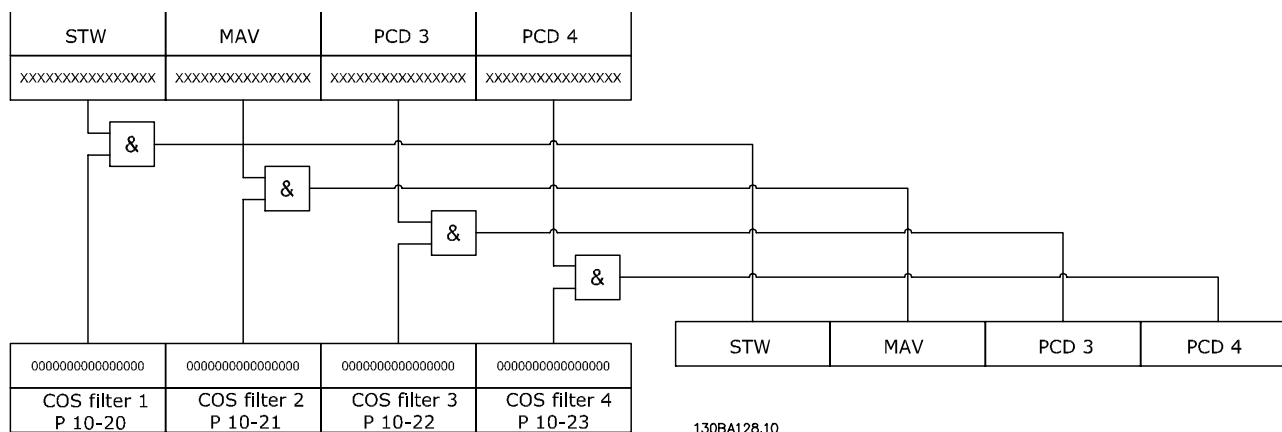 STW MAV PCD 3 PCD 4
XXXXXXXXXXXXXXXX XXXXXXXXXXXXXXXX XXXXXXXXXXXXXXXX XXXXXXXXXXXXXXXX
&
&
&
&
STW MAV PCD 3 PCD 4
0000000000000000 0000000000000000 0000000000000000 0000000000000000
COS filter 1 COS filter 2 COS filter 3 COS filter 4
P 10-20 P 10-21 P 10-22 P 10-23
130BA128.10